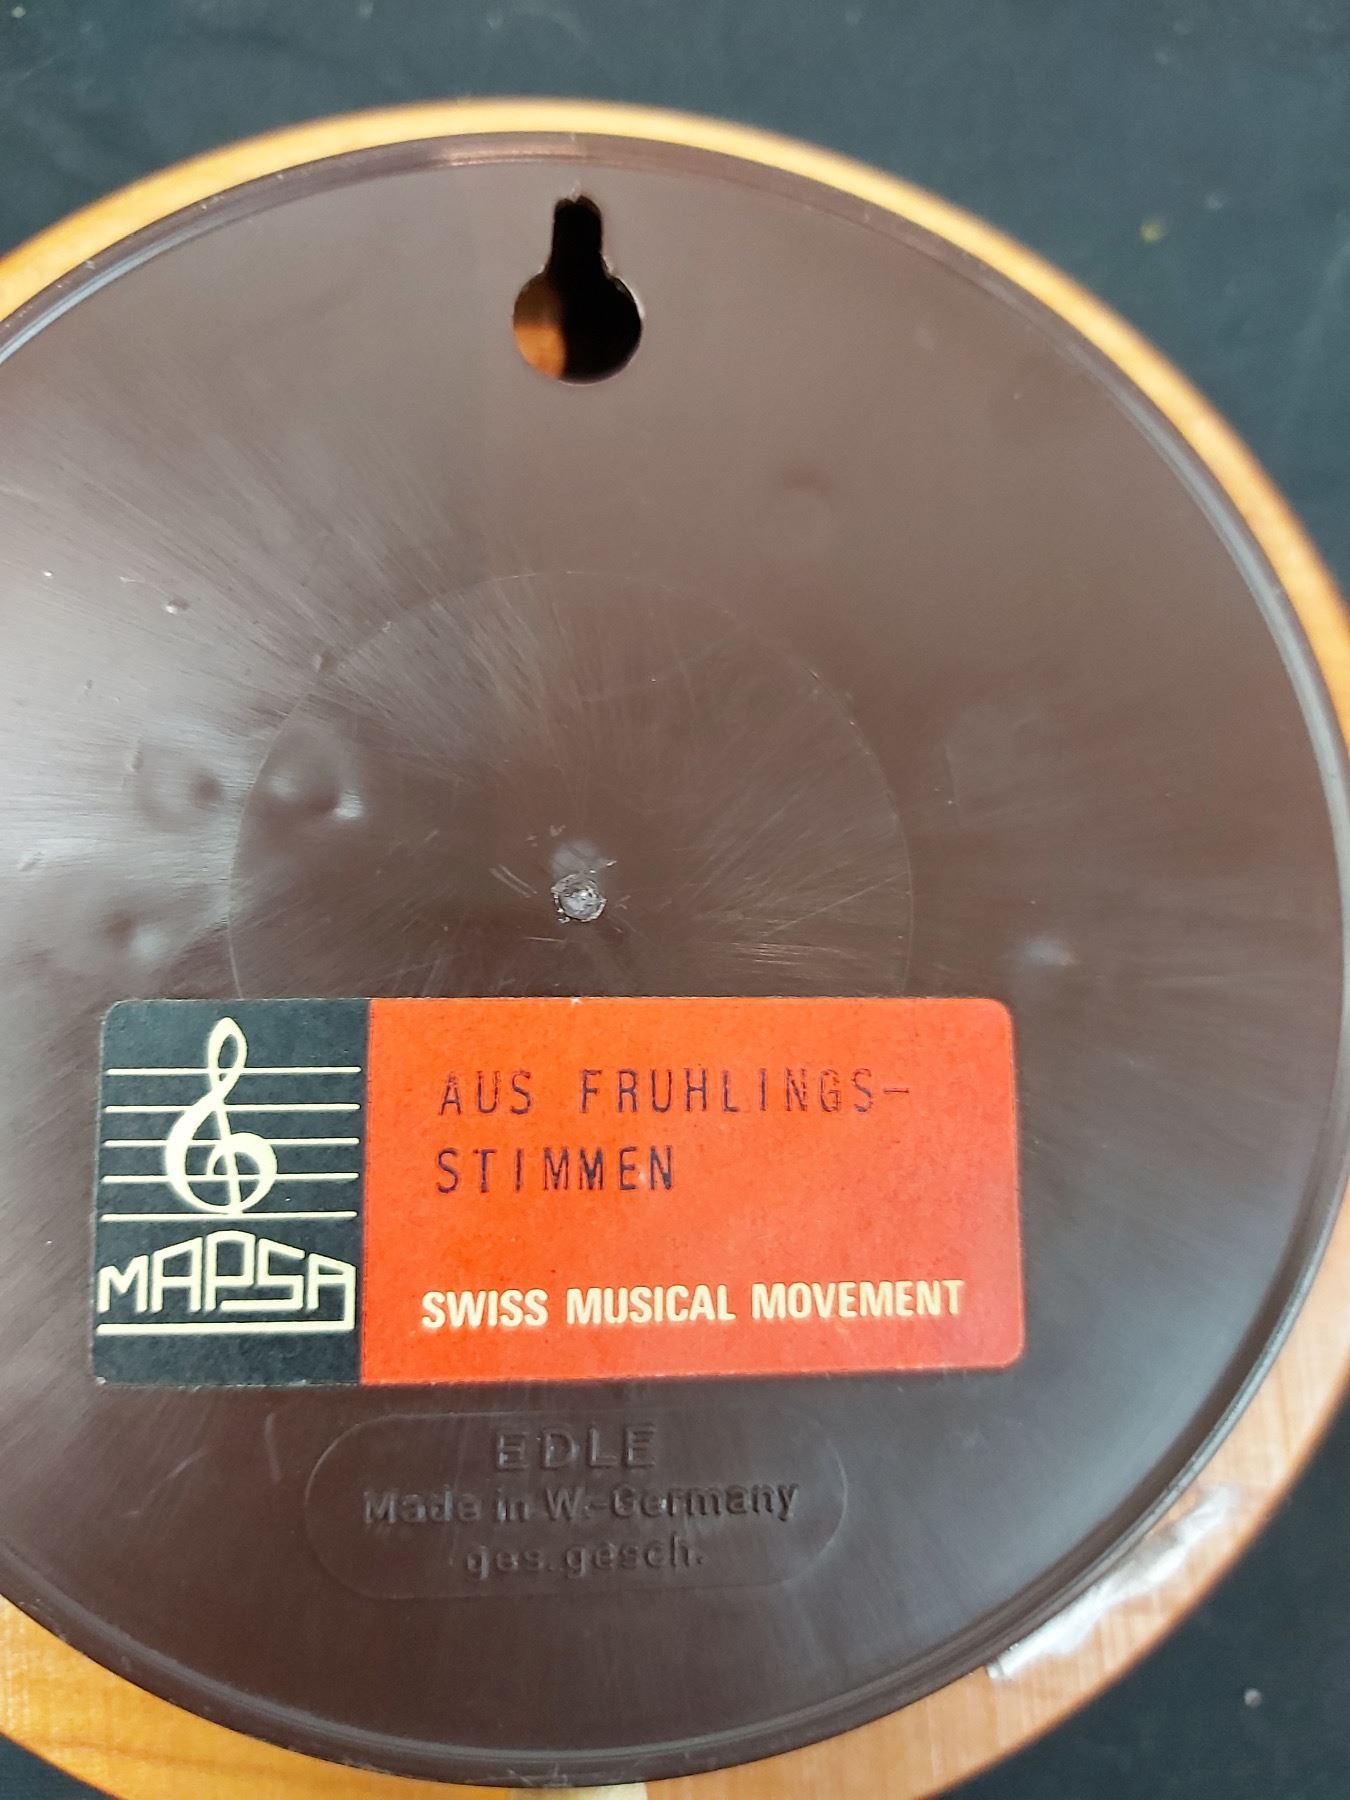 AUS FRUHLINGS-
STIMMEN
MAPSA
SWISS MUSICAL MOVEMENT
EDLE
Made in W.-Germany
ges. gesch.